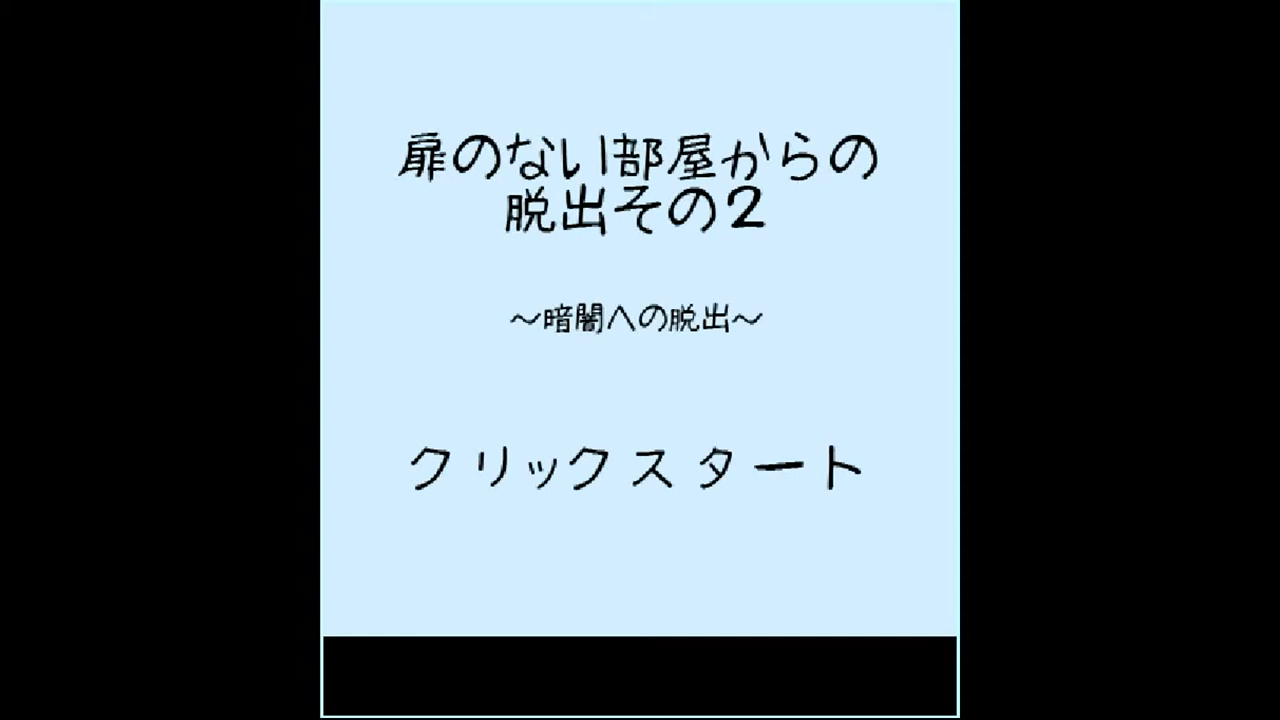 扉のない部屋からの
脱出その２
～暗闇への脱出～
クリックスタート